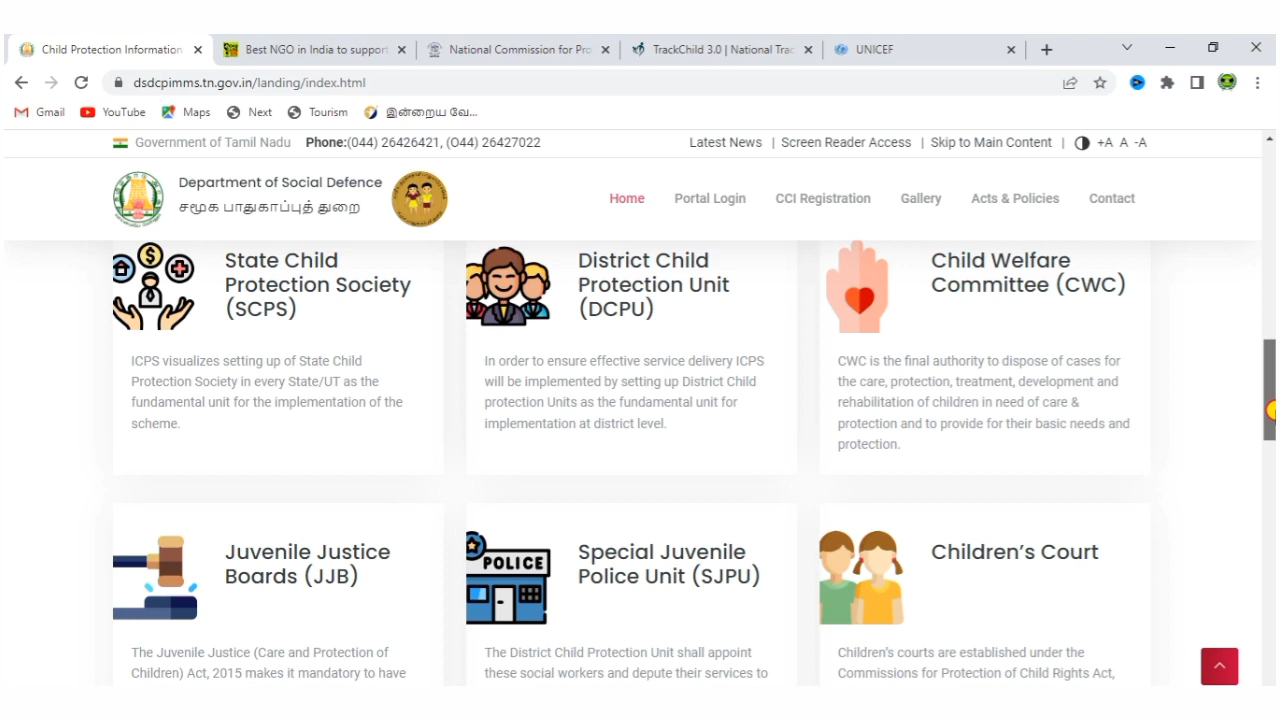 Child Protection Information
Best NGO in India to support
National Commission for Pro
TrackChild 3.0 | National Trac
UNICEF
dsdcpimms.tn.gov.in/landing/index.html
Gmail
YouTube
Maps
Next
Tourism
இன்றைய வே...
Government of Tamil Nadu Phone:(044) 26426421, (O44) 26427022
Latest News | Screen Reader Access | Skip to Main Content | +A A -A
Department of Social Defence
சமூக பாதுகாப்புத் துறை
Home Portal Login CCI Registration Gallery Acts & Policies Contact
State Child
Protection Society
(SCPS)
ICPS visualizes setting up of State Child
Protection Society in every State/UT as the
fundamental unit for the implementation of the
scheme.
District Child
Protection Unit
(DCPU)
In order to ensure effective service delivery ICPS
will be implemented by setting up District Child
protection Units as the fundamental unit for
implementation at district level.
Child Welfare
Committee (CWC)
CWC is the final authority to dispose of cases for
the care, protection, treatment, development and
rehabilitation of children in need of care &
protection and to provide for their basic needs and
protection.
Juvenile Justice
Boards (JJB)
The Juvenile Justice (Care and Protection of
Children) Act, 2015 makes it mandatory to have
POLICE
Special Juvenile
Police Unit (SJPU)
The District Child Protection Unit shall appoint
these social workers and depute their services to
Children's Court
Children's courts are established under the
Commissions for Protection of Child Rights Act,